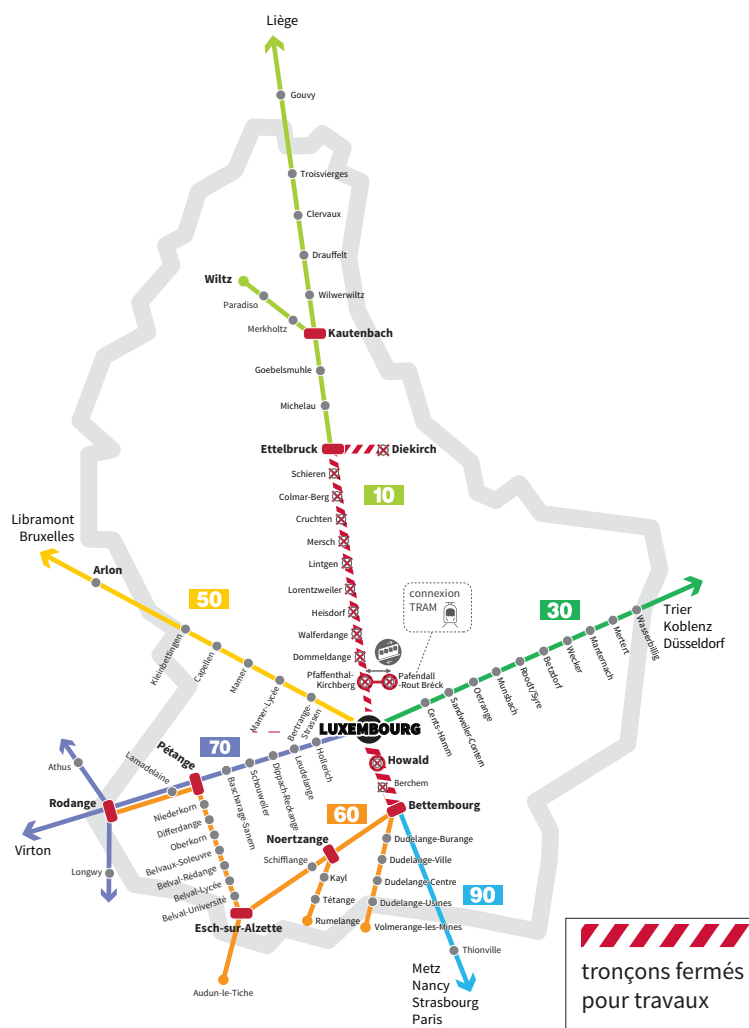 Liège
Gouvy
Troisvierges
Clervaux
Drauffelt
Wiltz
Wilwerwiltz
Paradiso
Merkholtz
Kautenbach
Goebelsmuhle
Michelau
Ettelbruck
Diekirch
Schieren
10
Colmar-Berg
Cruchten
Libramont
Bruxelles
Mersch
Lintgen
Arlon
Lorentzweiler
50
connexion
TRAM
30
Heisdorf
Trier
Koblenz
Düsseldorf
Walferdange
Dommeldange
Pfaffenthal-
Kirchberg
Pafendall
-Rout Bréck
Kleinbettingen
Capellen
Mamer
Mamer-Lycée
Bertrange-
Strassen
LUXEMBOURG
Cents-Hamm
Sandweiler-Contern
Oetrange
Munsbach
Roodt/Syre
Betzdorf
Wecker
Manternach
Mertert
Wasserbillig
70
Hollerich
Leudelange
Dippach-Reckange
Schouweiler
Bascharage-Sanem
Pétange
Lamadelaine
Athus
Rodange
Virton
Longwy
Howald
Berchem
Bettembourg
60
Niederkorn
Differdange
Oberkorn
Belvaux-Soleuvre
Belval-Rédange
Belval-Lycée
Belval-Université
Noertzange
Schifflange
Kayl
Tétange
Rumelange
Dudelange-Burange
Dudelange-Ville
Dudelange-Centre
Dudelange-Usines
Volmerange-les-Mines
90
Esch-sur-Alzette
Audun-le-Tiche
Thionville
Metz
Nancy
Strasbourg
Paris
tronçons fermés
pour travaux